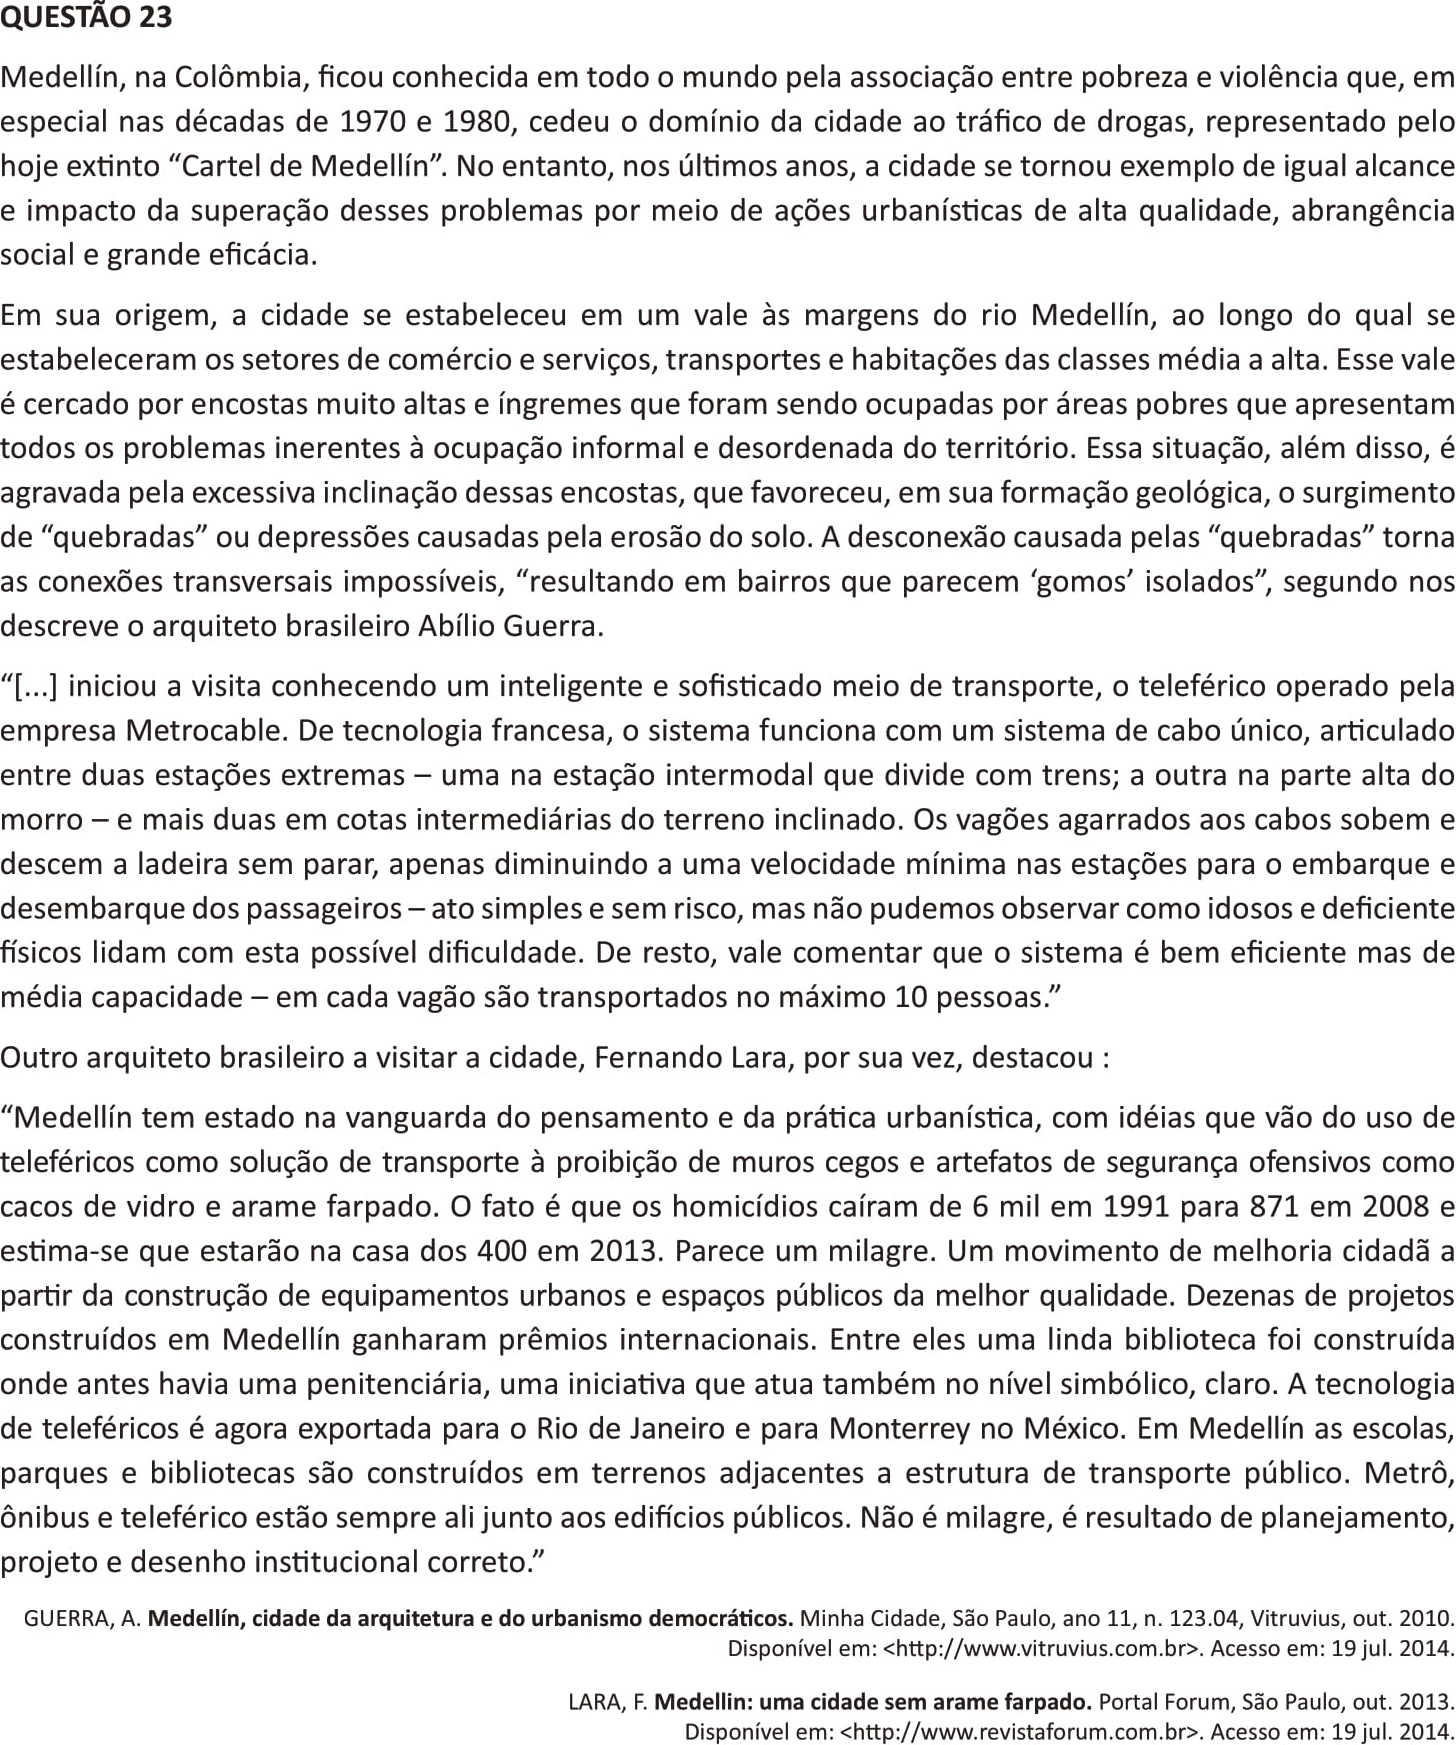 QUESTÃO 23
Medellín, na Colômbia, ficou conhecida em todo o mundo pela associação entre pobreza e violência que, em
especial nas décadas de 1970 e 1980, cedeu o domínio da cidade ao tráfico de drogas, representado pelo
hoje extinto “Cartel de Medellín”. No entanto, nos últimos anos, a cidade se tornou exemplo de igual alcance
e impacto da superação desses problemas por meio de ações urbanísticas de alta qualidade, abrangência
social e grande eficácia.
Em sua origem, a cidade se estabeleceu em um vale às margens do rio Medellín, ao longo do qual se
estabeleceram os setores de comércio e serviços, transportes e habitações das classes média a alta. Esse vale
é cercado por encostas muito altas e íngremes que foram sendo ocupadas por áreas pobres que apresentam
todos os problemas inerentes à ocupação informal e desordenada do território. Essa situação, além disso, é
agravada pela excessiva inclinação dessas encostas, que favoreceu, em sua formação geológica, o surgimento
de “quebradas” ou depressões causadas pela erosão do solo. A desconexão causada pelas “quebradas” torna
as conexões transversais impossíveis, “resultando em bairros que parecem ‘gomos’ isolados”, segundo nos
descreve o arquiteto brasileiro Abílio Guerra.
“[...] iniciou a visita conhecendo um inteligente e sofisticado meio de transporte, o teleférico operado pela
empresa Metrocable. De tecnologia francesa, o sistema funciona com um sistema de cabo único, articulado
entre duas estações extremas – uma na estação intermodal que divide com trens; a outra na parte alta do
morro – e mais duas em cotas intermediárias do terreno inclinado. Os vagões agarrados aos cabos sobem e
descem a ladeira sem parar, apenas diminuindo a uma velocidade mínima nas estações para o embarque e
desembarque dos passageiros – ato simples e sem risco, mas não pudemos observar como idosos e deficiente
físicos lidam com esta possível dificuldade. De resto, vale comentar que o sistema é bem eficiente mas de
média capacidade – em cada vagão são transportados no máximo 10 pessoas.”
Outro arquiteto brasileiro a visitar a cidade, Fernando Lara, por sua vez, destacou :
“Medellín tem estado na vanguarda do pensamento e da prática urbanística, com idéias que vão do uso de
teleféricos como solução de transporte à proibição de muros cegos e artefatos de segurança ofensivos como
cacos de vidro e arame farpado. O fato é que os homicídios caíram de 6 mil em 1991 para 871 em 2008 e
estima-se que estarão na casa dos 400 em 2013. Parece um milagre. Um movimento de melhoria cidadã a
partir da construção de equipamentos urbanos e espaços públicos da melhor qualidade. Dezenas de projetos
construídos em Medellín ganharam prêmios internacionais. Entre eles uma linda biblioteca foi construída
onde antes havia uma penitenciária, uma iniciativa que atua também no nível simbólico, claro. A tecnologia
de teleféricos é agora exportada para o Rio de Janeiro e para Monterrey no México. Em Medellín as escolas,
parques e bibliotecas são construídos em terrenos adjacentes a estrutura de transporte público. Metrô,
ônibus e teleférico estão sempre ali junto aos edifícios públicos. Não é milagre, é resultado de planejamento,
projeto e desenho institucional correto.”
GUERRA, A. Medellín, cidade da arquitetura e do urbanismo democráticos. Minha Cidade, São Paulo, ano 11, n. 123.04, Vitruvius, out. 2010.
Disponível em: <http://www.vitruvius.com.br>. Acesso em: 19 jul. 2014.
LARA, F. Medellin: uma cidade sem arame farpado. Portal Forum, São Paulo, out. 2013.
Disponível em: <http://www.revistaforum.com.br>. Acesso em: 19 jul. 2014.